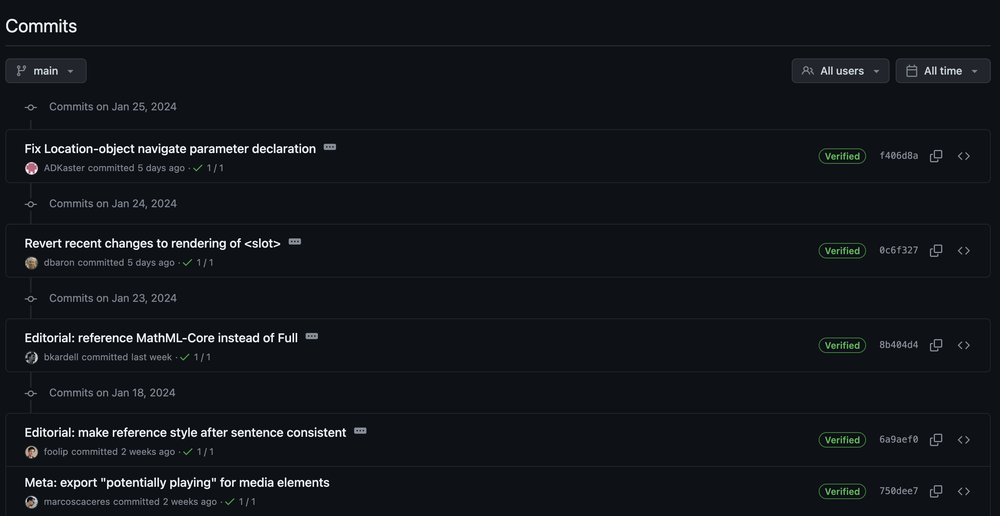 Commits
main
All users
All time
Commits on Jan 25, 2024
Fix Location-object navigate parameter declaration
ADKaster committed 5 days ago · 1 / 1
Verified
f406d8a
Commits on Jan 24, 2024
Revert recent changes to rendering of <slot>
dbaron committed 5 days ago · 1 / 1
Verified
0c6f327
Commits on Jan 23, 2024
Editorial: reference MathML-Core instead of Full
bkardell committed last week · 1 / 1
Verified
8b404d4
Commits on Jan 18, 2024
Editorial: make reference style after sentence consistent
foolip committed 2 weeks ago · 1 / 1
Verified
6a9aef0
Meta: export "potentially playing" for media elements
marcoscaceres committed 2 weeks ago · 1 / 1
Verified
750dee7